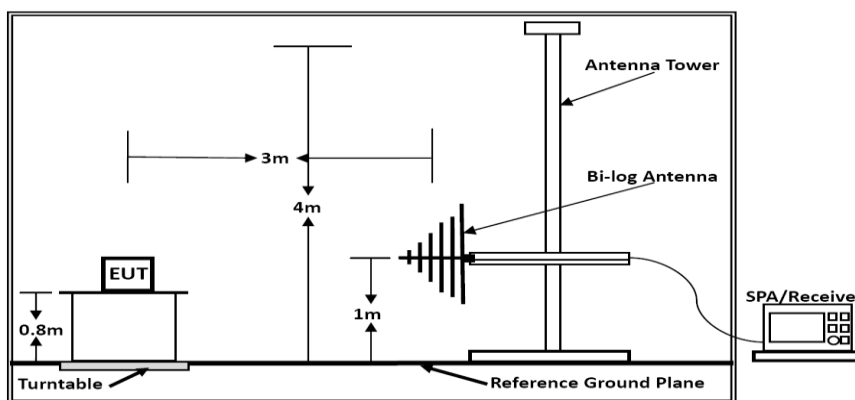 Antenna Tower
3m
Bi-log Antenna
4m
EUT
SPA/Receive
0.8m
1m
Turntable
Reference Ground Plane